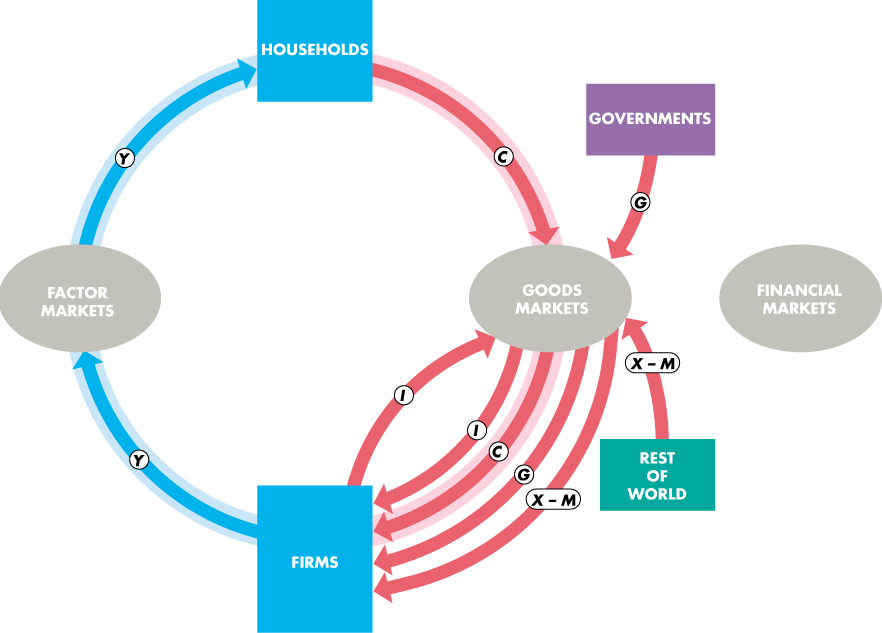 HOUSEHOLDS
GOVERNMENTS
Y
C
G
FACTOR
MARKETS
GOODS
MARKETS
FINANCIAL
MARKETS
X – M
I
I
C
Y
G
X – M
REST
OF
WORLD
FIRMS